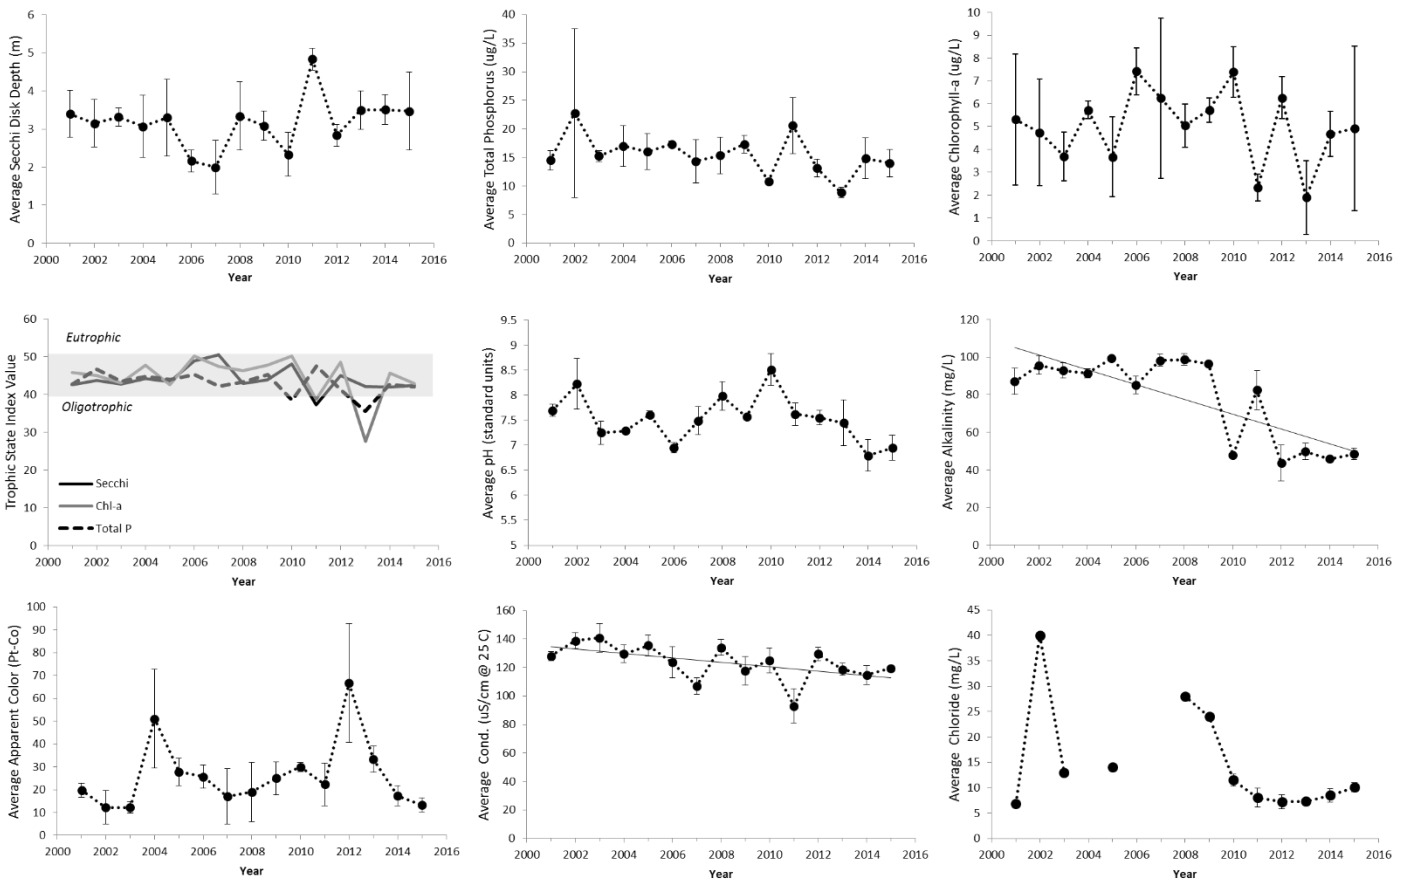 Average Secchi Disk Depth (m)
6
5
4
3
2
1
0
2000 2002 2004 2006 2008 2010 2012 2014 2016
Year
Average Total Phosphorus (ug/L)
40
35
30
25
20
15
10
5
0
2000 2002 2004 2006 2008 2010 2012 2014 2016
Year
Average Chlorophyll-a (ug/L)
10
9
8
7
6
5
4
3
2
1
0
2000 2002 2004 2006 2008 2010 2012 2014 2016
Year
Trophic State Index Value
60
50
40
30
20
10
0
Eutrophic
Oligotrophic
Secchi
Chl-a
Total P
2000 2002 2004 2006 2008 2010 2012 2014 2016
Year
Average pH (standard units)
9.5
9
8.5
8
7.5
7
6.5
6
5.5
5
2000 2002 2004 2006 2008 2010 2012 2014 2016
Year
Average Alkalinity (mg/L)
120
100
80
60
40
20
0
2000 2002 2004 2006 2008 2010 2012 2014 2016
Year
Average Apparent Color (Pt-Co)
100
90
80
70
60
50
40
30
20
10
0
2000 2002 2004 2006 2008 2010 2012 2014 2016
Year
Average Cond. (uS/cm @ 25 C)
160
140
120
100
80
60
40
20
0
2000 2002 2004 2006 2008 2010 2012 2014 2016
Year
Average Chloride (mg/L)
45
40
35
30
25
20
15
10
5
0
2000 2002 2004 2006 2008 2010 2012 2014 2016
Year